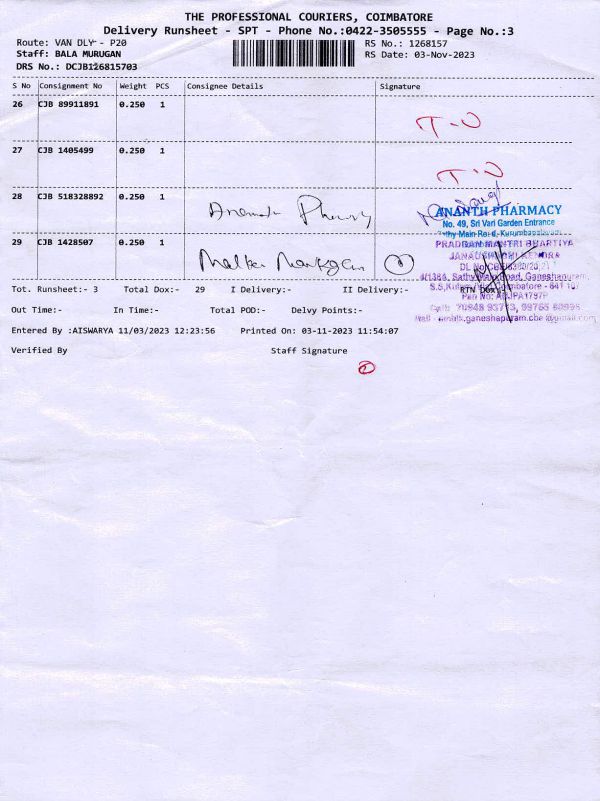 THE PROFESSIONAL COURIERS, COIMBATORE
Delivery Runsheet - SPT - Phone No.:0422-3505555 - Page No.:3
Route: VAN DLY - P20 RS No.: 1268157
Staff: BALA MURUGAN RS Date: 03-Nov-2023
DRS No.: DCJB126815703
S No Consignment No Weight PCS Consignee Details Signature
26 CJB 89911891 0.250 1
27 CJB 1405499 0.250 1
28 CJB 518328892 0.250 1
ANANTH PHARMACY
No. 49, Sri Vari Garden Entrance
29 CJB 1428507 0.250 1
PRADHAN MANTRI BHARTIYA
JANAUSHADHI KENDRA
Tot. Runsheet:- 3 Total Dox:- 29 I Delivery:- II Delivery:- RTN Dox:-
Out Time:- In Time:- Total POD:- Delvy Points:-
Entered By :AISWARYA 11/03/2023 12:23:56 Printed On: 03-11-2023 11:54:07
Verified By Staff Signature